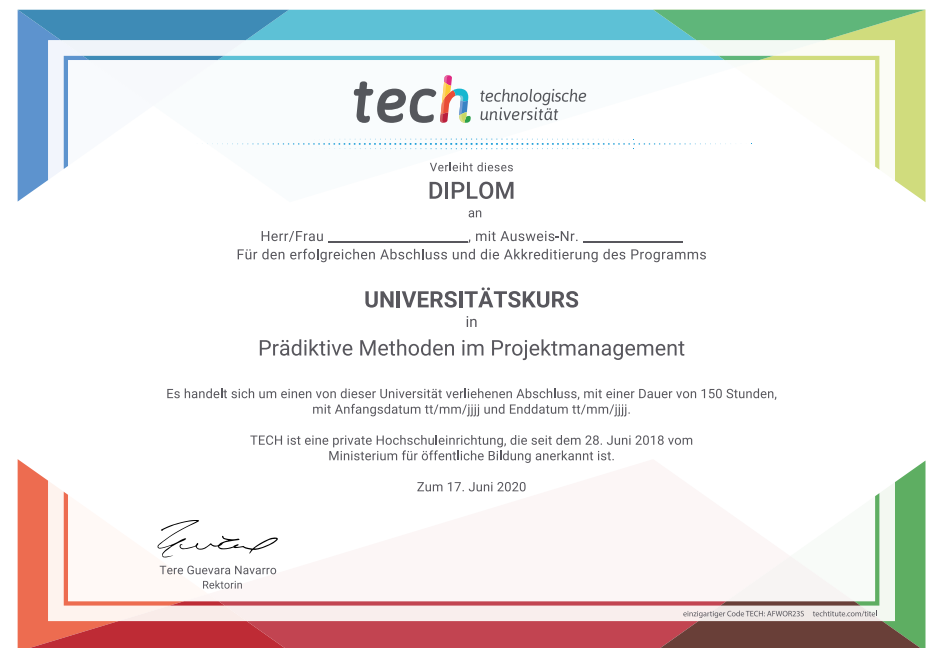 tech technologische
universität
Verleiht dieses
DIPLOM
an
Herr/Frau ____________________, mit Ausweis-Nr. ______________
Für den erfolgreichen Abschluss und die Akkreditierung des Programms
UNIVERSITÄTSKURS
in
Prädiktive Methoden im Projektmanagement
Es handelt sich um einen von dieser Universität verliehenen Abschluss, mit einer Dauer von 150 Stunden,
mit Anfangsdatum tt/mm/jjjj und Enddatum tt/mm/jjjj.
TECH ist eine private Hochschuleinrichtung, die seit dem 28. Juni 2018 vom
Ministerium für öffentliche Bildung anerkannt ist.
Zum 17. Juni 2020
Tere Guevara Navarro
Rektorin
einzigartiger Code TECH: AFWOR23S techtitute.com/titel